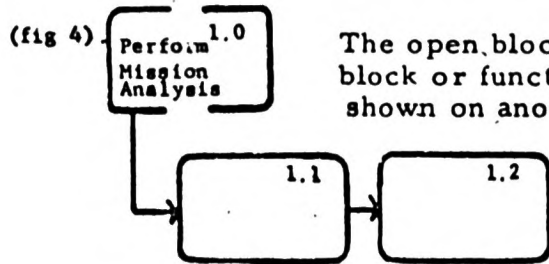 (fig 4)
1.0
Perform
Mission
Analysis
The open bloc
block or funct
shown on ano
1.1
1.2